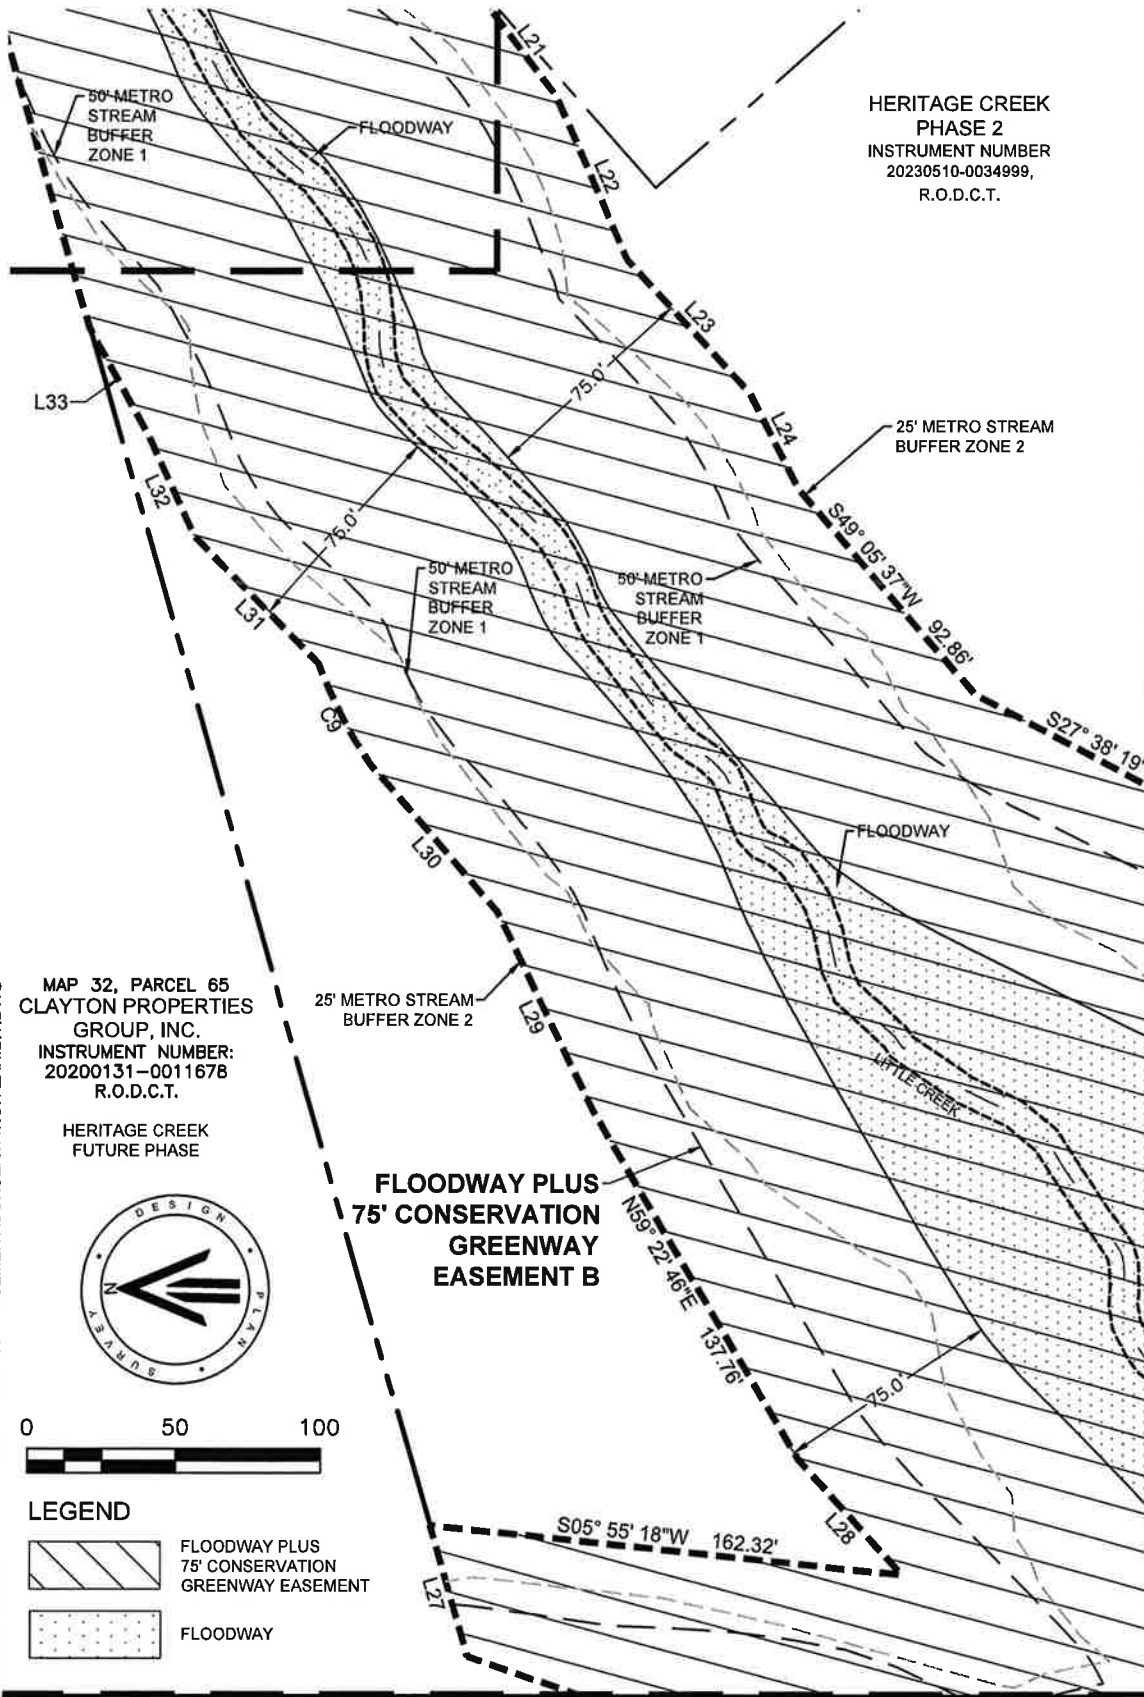 L21
HERITAGE CREEK
PHASE 2
INSTRUMENT NUMBER
20230510-0034999,
R.O.D.C.T.
50' METRO
STREAM
BUFFER
ZONE 1
FLOODWAY
L22
L23
75.0'
L33
L24
25' METRO STREAM
BUFFER ZONE 2
L32
75.0'
S49° 05' 37"W 92.86'
50' METRO
STREAM
BUFFER
ZONE 1
50' METRO
STREAM
BUFFER
ZONE 1
L31
C9
S27° 38' 19"
L30
FLOODWAY
MAP 32, PARCEL 65
CLAYTON PROPERTIES
GROUP, INC.
INSTRUMENT NUMBER:
20200131-0011678
R.O.D.C.T.
HERITAGE CREEK
FUTURE PHASE
25' METRO STREAM
BUFFER ZONE 2
L29
LITTLE CREEK
FLOODWAY PLUS
75' CONSERVATION
GREENWAY
EASEMENT B
N59° 22' 46"E 137.76'
DESIGN
PLAN
SURVEY
N
75.0'
0 50 100
L28
S05° 55' 18"W 162.32'
L27
LEGEND
FLOODWAY PLUS
75' CONSERVATION
GREENWAY EASEMENT
FLOODWAY